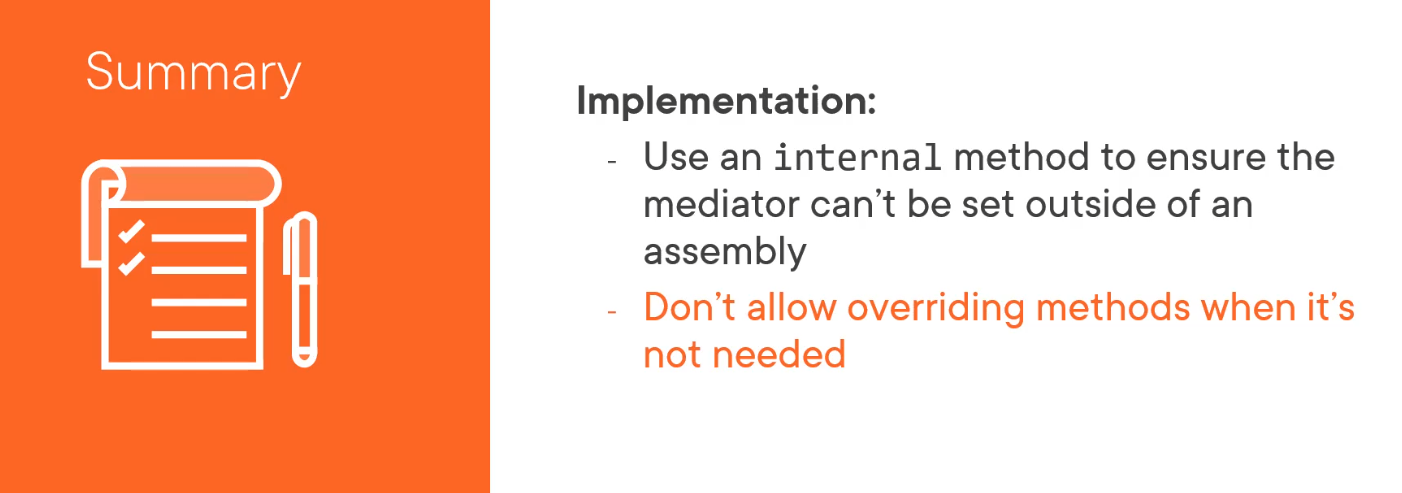 Summary
Implementation:
- Use an internal method to ensure the
mediator can’t be set outside of an
assembly
- Don’t allow overriding methods when it’s
not needed